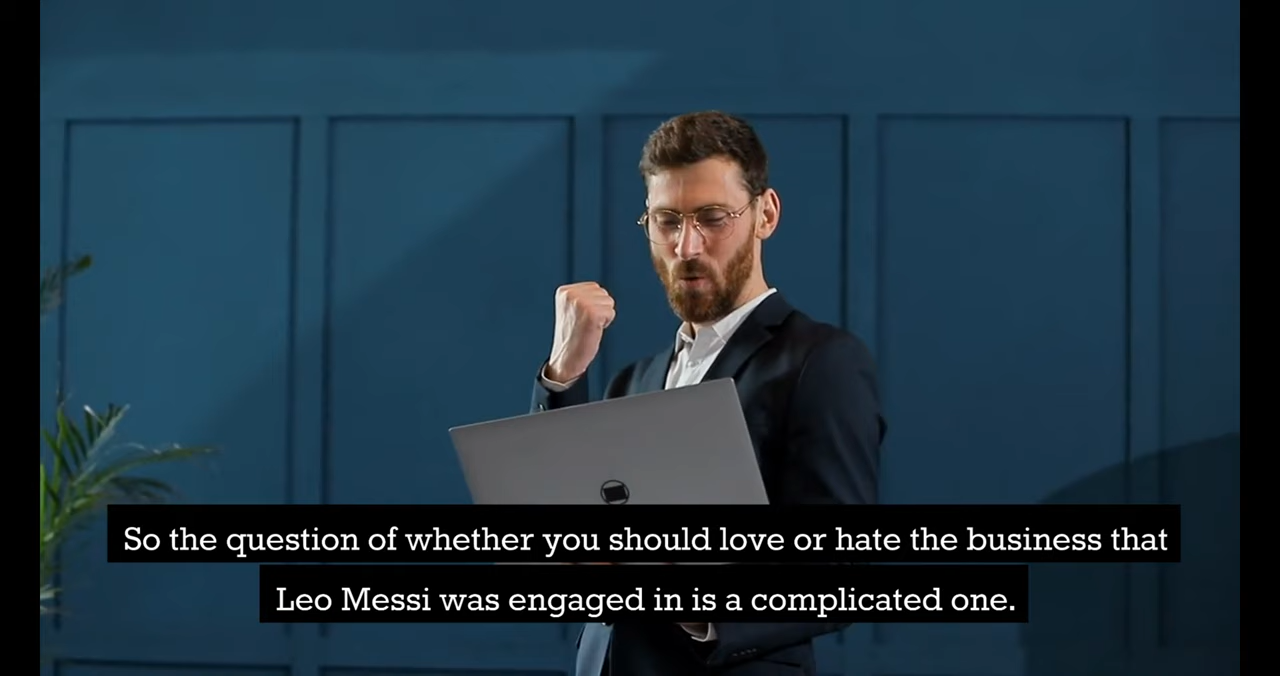 So the question of whether you should love or hate the business that
Leo Messi was engaged in is a complicated one.